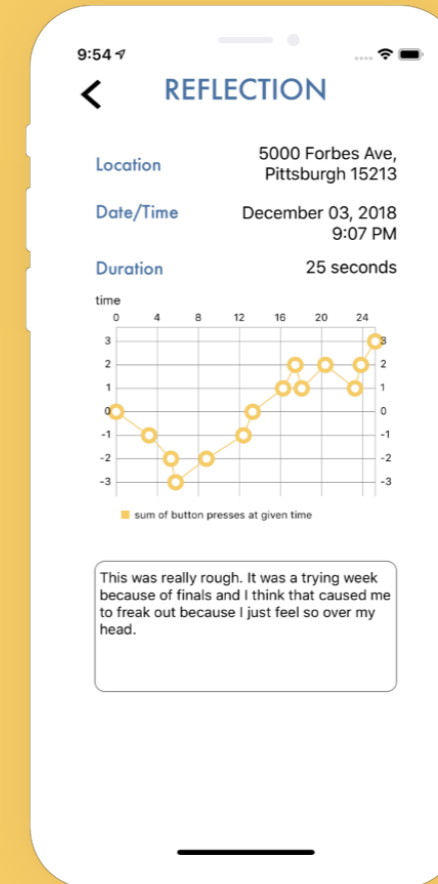 9:54
REFLECTION
Location
5000 Forbes Ave,
Pittsburgh 15213
Date/Time
December 03, 2018
9:07 PM
Duration
25 seconds
time
0 4 8 12 16 20 24
3 3
2 2
1 1
0 0
-1 -1
-2 -2
-3 -3
sum of button presses at given time
This was really rough. It was a trying week
because of finals and I think that caused me
to freak out because I just feel so over my
head.